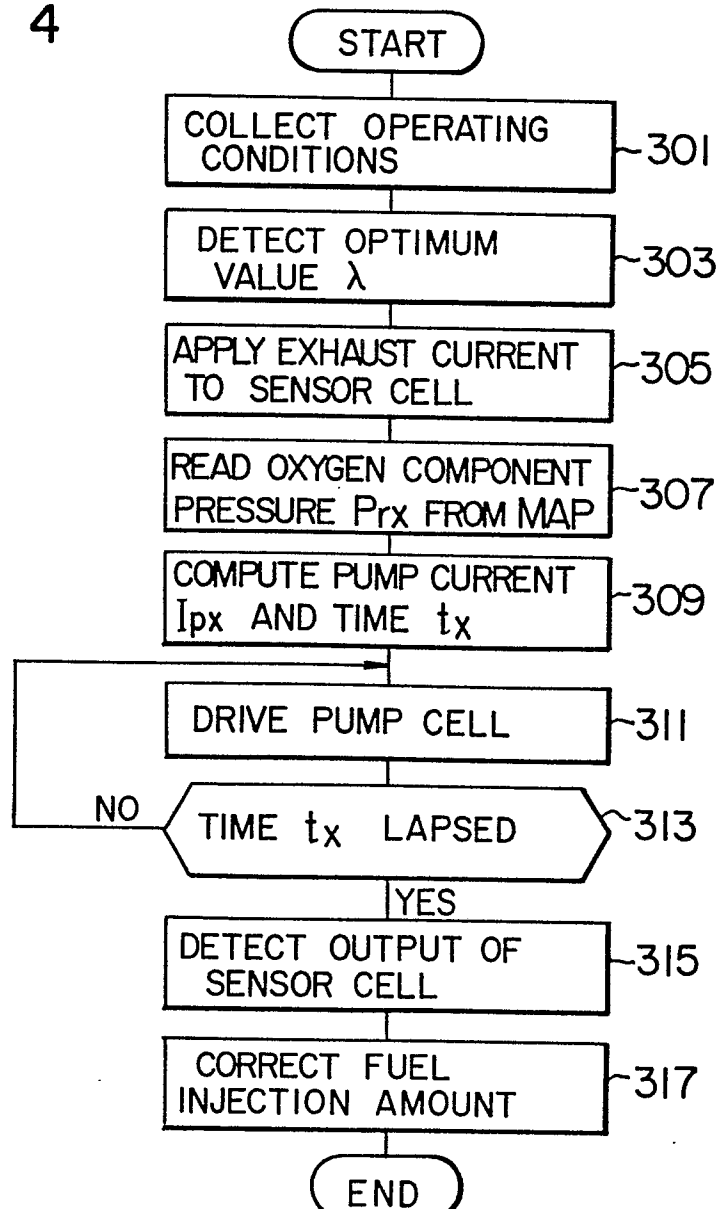 4
START
COLLECT OPERATING
CONDITIONS
301
DETECT OPTIMUM
VALUE λ
303
APPLY EXHAUST CURRENT
TO SENSOR CELL
305
READ OXYGEN COMPONENT
PRESSURE Prx FROM MAP
307
COMPUTE PUMP CURRENT
Ipx AND TIME tx
309
DRIVE PUMP CELL
311
NO
TIME tx LAPSED
313
YES
DETECT OUTPUT OF
SENSOR CELL
315
CORRECT FUEL
INJECTION AMOUNT
317
END